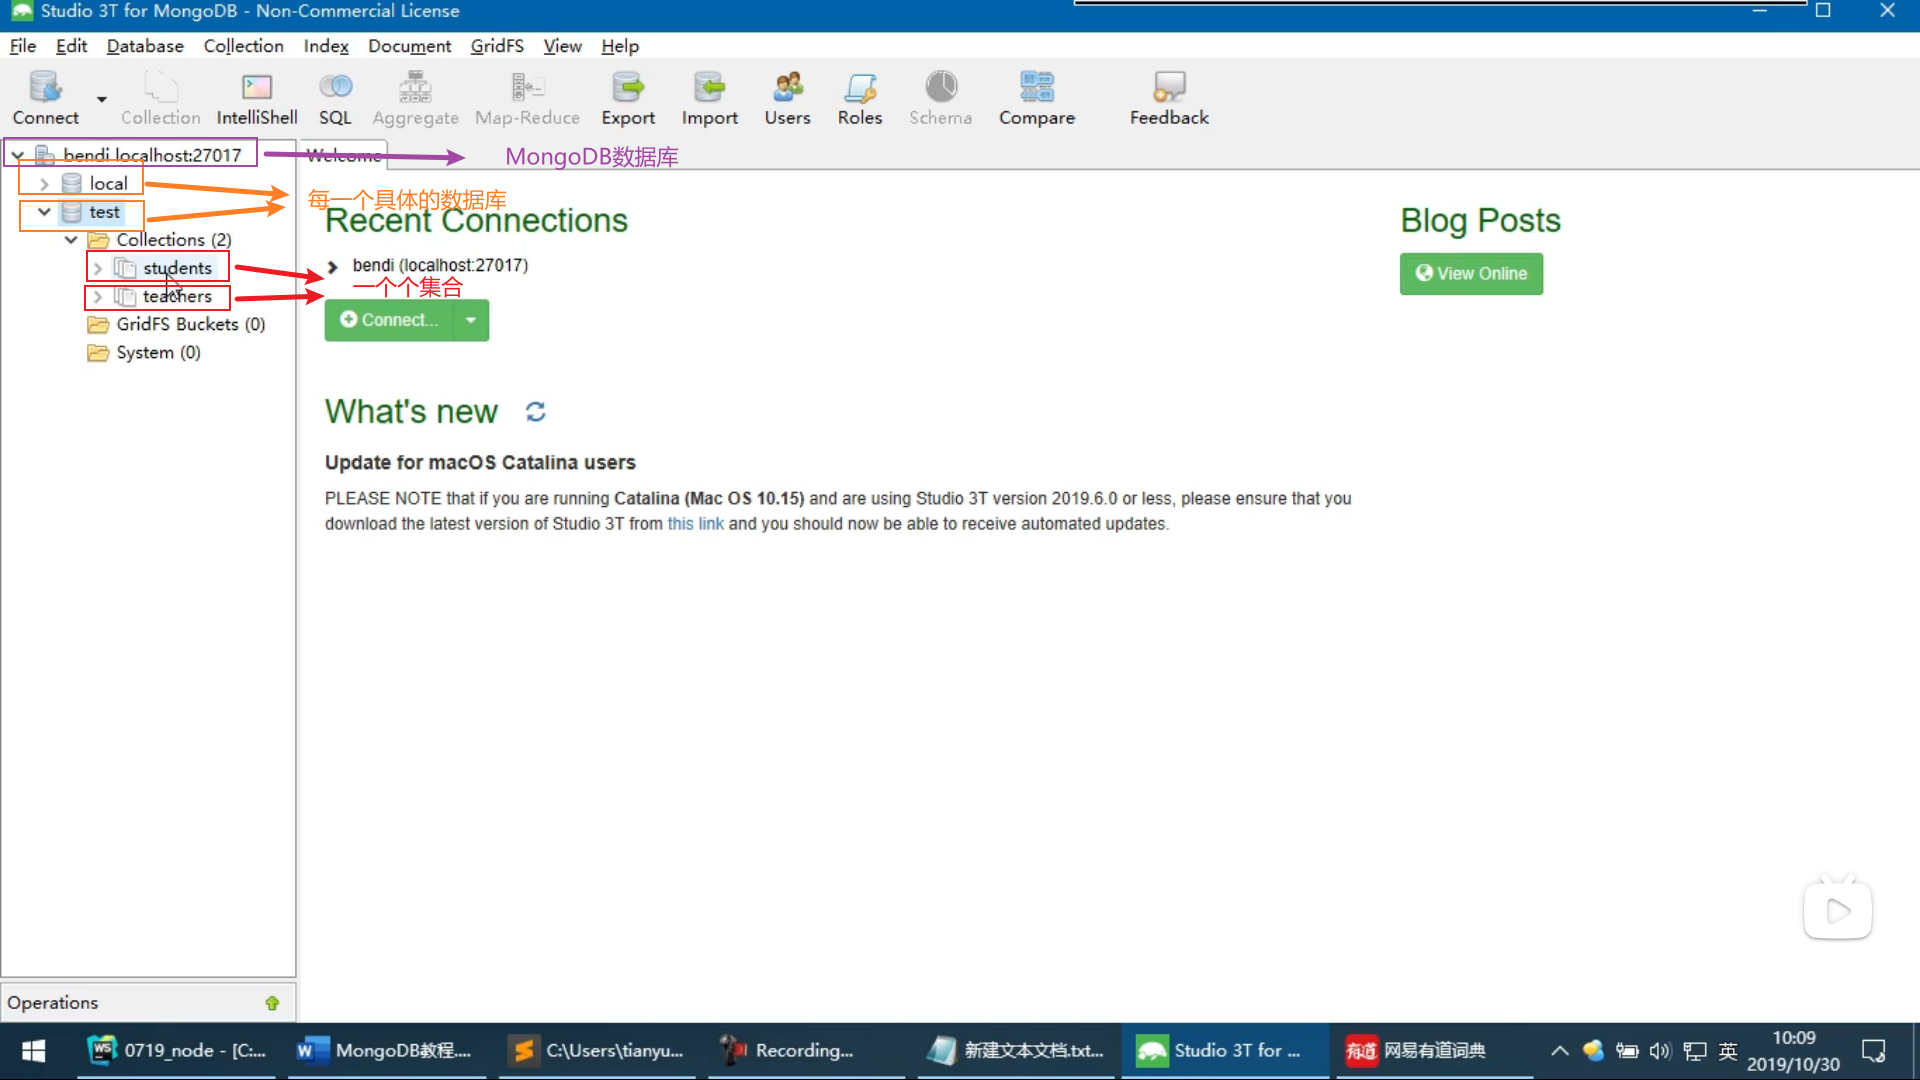 Studio 3T for MongoDB - Non-Commercial License
File Edit Database Collection Index Document GridFS View Help
Connect Collection IntelliShell SQL Aggregate Map-Reduce Export Import Users Roles Schema Compare Feedback
bendi localhost:27017
Welcome
MongoDB数据库
local
每一个具体的数据库
test
Recent Connections
Blog Posts
Collections (2)
students
bendi (localhost:27017)
View Online
一个个集合
teachers
Connect...
GridFS Buckets (0)
System (0)
What's new
Update for macOS Catalina users
PLEASE NOTE that if you are running Catalina (Mac OS 10.15) and are using Studio 3T version 2019.6.0 or less, please ensure that you
download the latest version of Studio 3T from this link and you should now be able to receive automated updates.
Operations
0719_node - [C:... MongoDB教程.... C:\Users\tianyu... Recording... 新建文本文档.txt... Studio 3T for ... 网易有道词典 英 10:09
2019/10/30